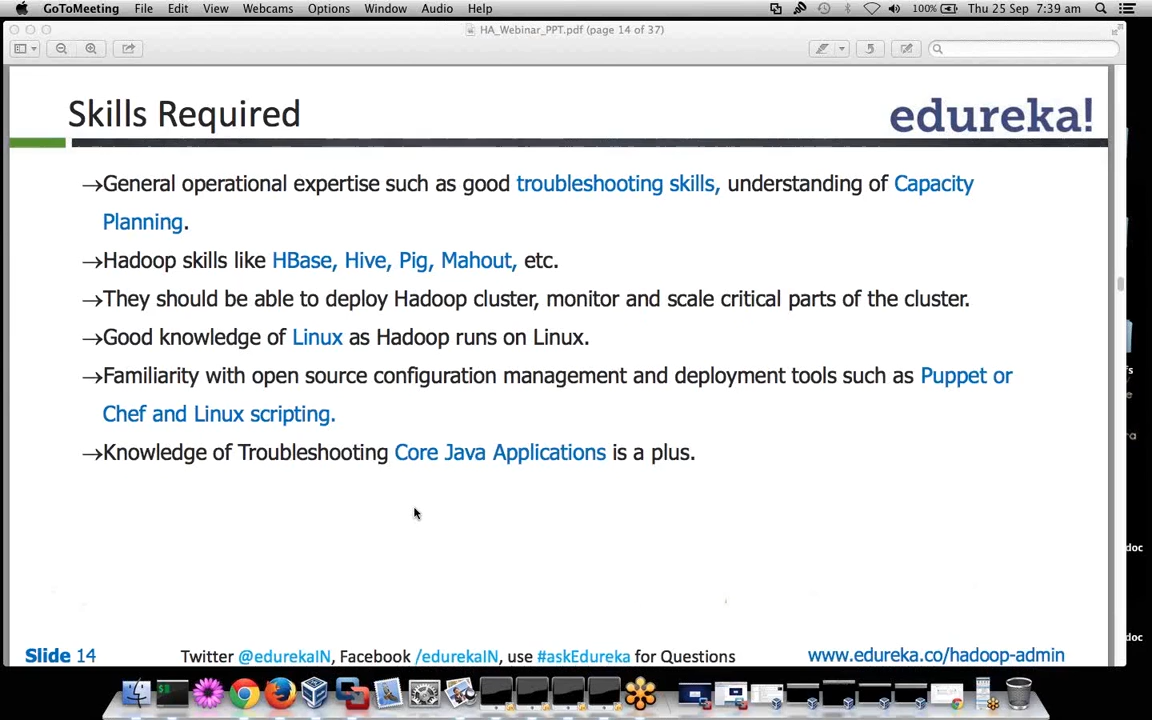 GoToMeeting File Edit View Webcams Options Window Audio Help 100% Thu 25 Sep 7:39 am
HA_Webinar_PPT.pdf (page 14 of 37)
Skills Required
edureka!
→General operational expertise such as good troubleshooting skills, understanding of Capacity
Planning.
→Hadoop skills like HBase, Hive, Pig, Mahout, etc.
→They should be able to deploy Hadoop cluster, monitor and scale critical parts of the cluster.
→Good knowledge of Linux as Hadoop runs on Linux.
→Familiarity with open source configuration management and deployment tools such as Puppet or
Chef and Linux scripting.
→Knowledge of Troubleshooting Core Java Applications is a plus.
doc
doc
Slide 14 Twitter @edurekaIN, Facebook /edurekaIN, use #askEdureka for Questions www.edureka.co/hadoop-admin